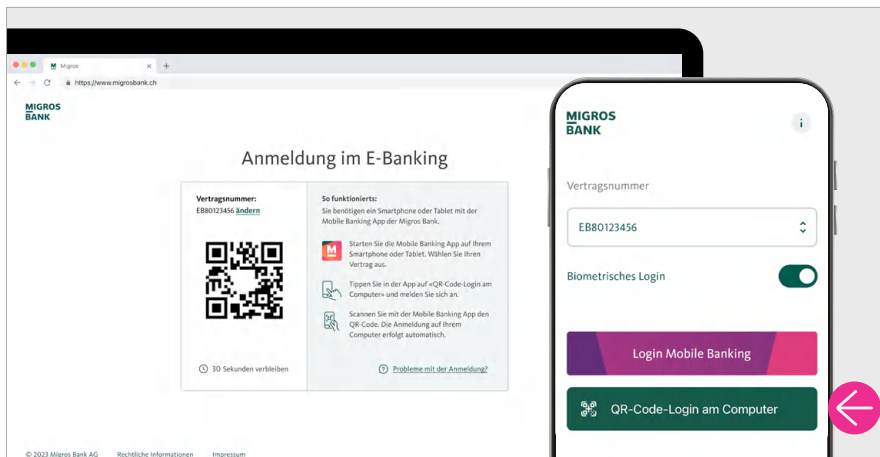 Migros
https://www.migrosbank.ch
MIGROS
BANK
Anmeldung im E-Banking
Vertragsnummer:
EB80123456 ändern
30 Sekunden verbleiben
So funktionierts:
Sie benötigen ein Smartphone oder Tablet mit der
Mobile Banking App der Migros Bank.
M
Starten Sie die Mobile Banking App auf Ihrem
Smartphone oder Tablet. Wählen Sie Ihren
Vertrag aus.
Tippen Sie in der App auf «QR-Code-Login am
Computer» und melden Sie sich an.
Scannen Sie mit der Mobile Banking App den
QR-Code. Die Anmeldung auf Ihrem
Computer erfolgt automatisch.
Probleme mit der Anmeldung?
© 2023 Migros Bank AG Rechtliche Informationen Impressum
MIGROS
BANK
i
Vertragsnummer
EB80123456
Biometrisches Login
Login Mobile Banking
QR-Code-Login am Computer